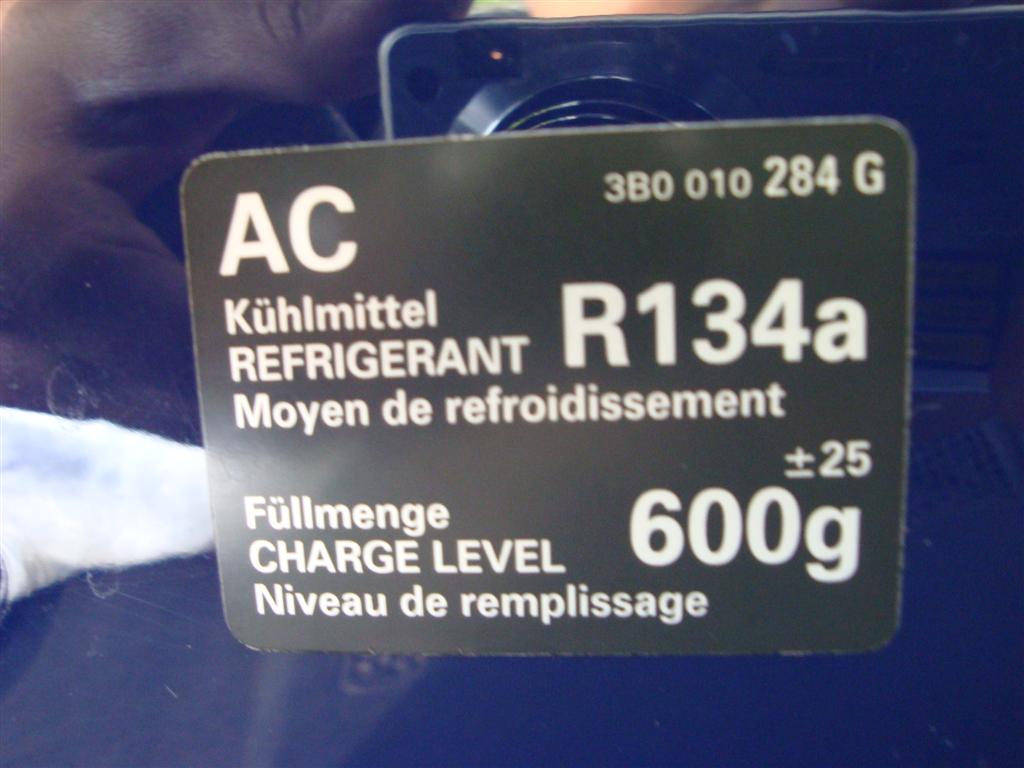 AC 3B0 010 284 G
Kühlmittel
REFRIGERANT R134a
Moyen de refroidissement
±25
Füllmenge
CHARGE LEVEL 600g
Niveau de remplissage